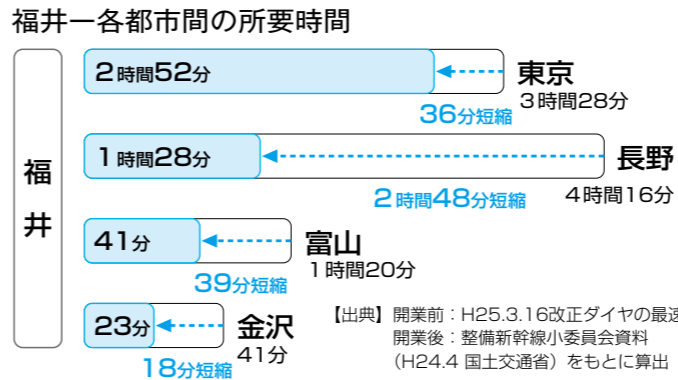 福井ー各都市間の所要時間
福井
2時間52分
東京
3時間28分
36分短縮
1時間28分
長野
4時間16分
2時間48分短縮
41分
富山
1時間20分
39分短縮
23分
金沢
41分
18分短縮
【出典】開業前：H25.3.16改正ダイヤの最速
開業後：整備新幹線小委員会資料
（H24.4 国土交通省）をもとに算出